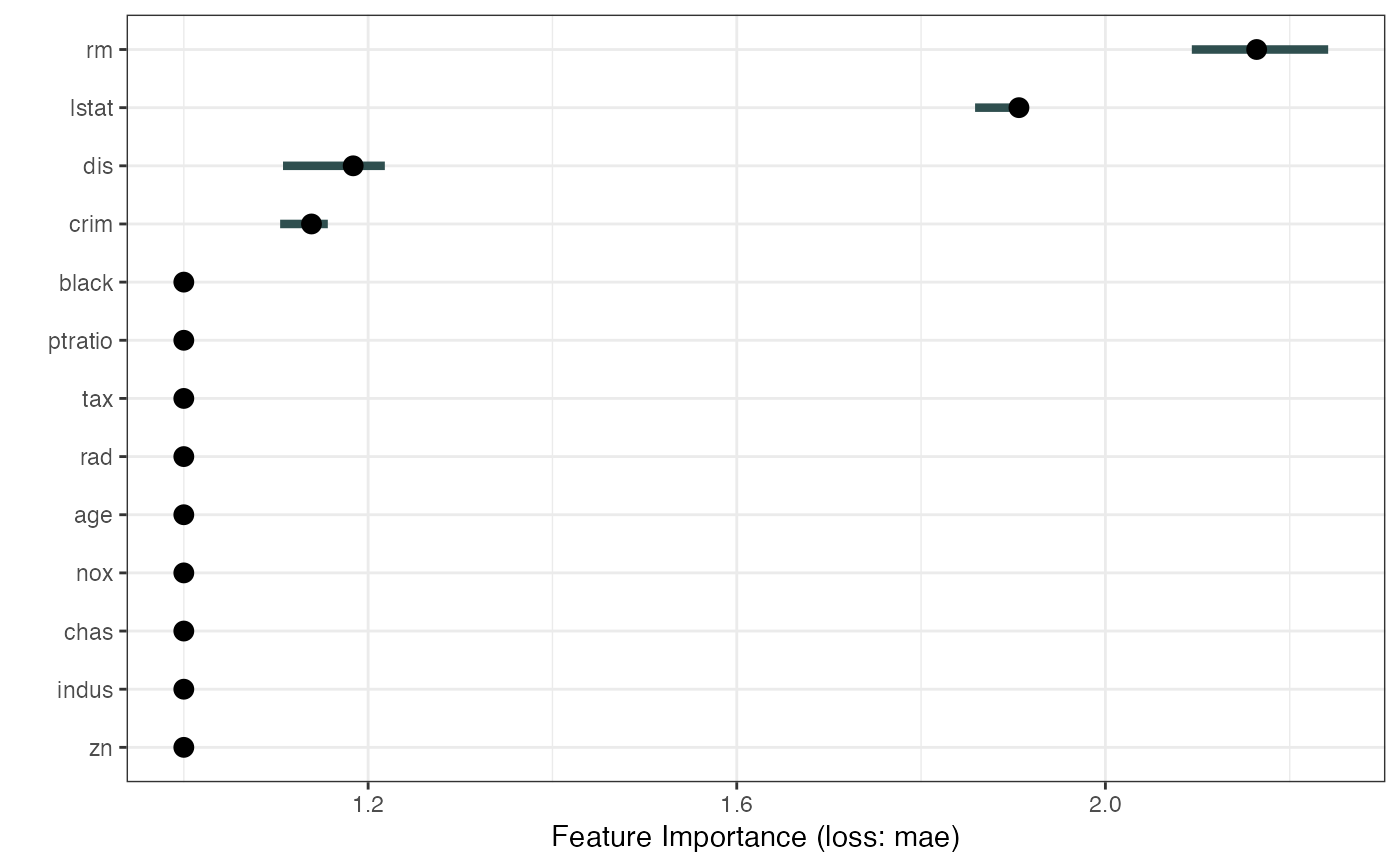 rm
lstat
dis
crim
black
ptratio
tax
rad
age
nox
chas
indus
zn
1.2 1.6 2.0
Feature Importance (loss: mae)